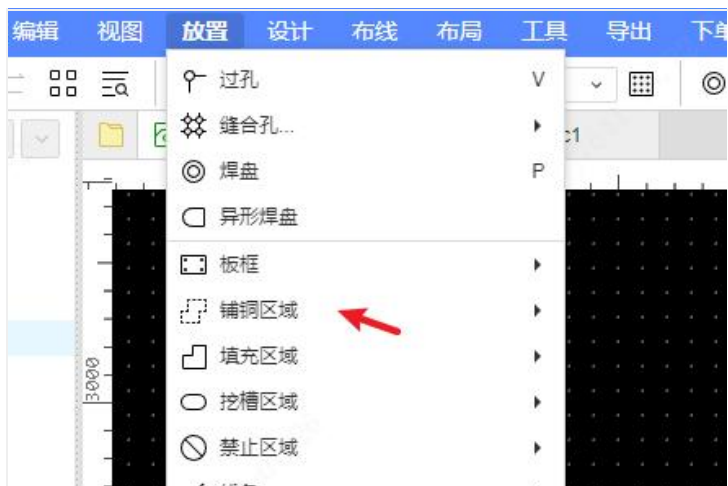 编辑 视图 放置 设计 布线 布局 工具 导出 下单
过孔 V
缝合孔...
c1
焊盘 P
异形焊盘
板框
铺铜区域
填充区域
3000
挖槽区域
禁止区域